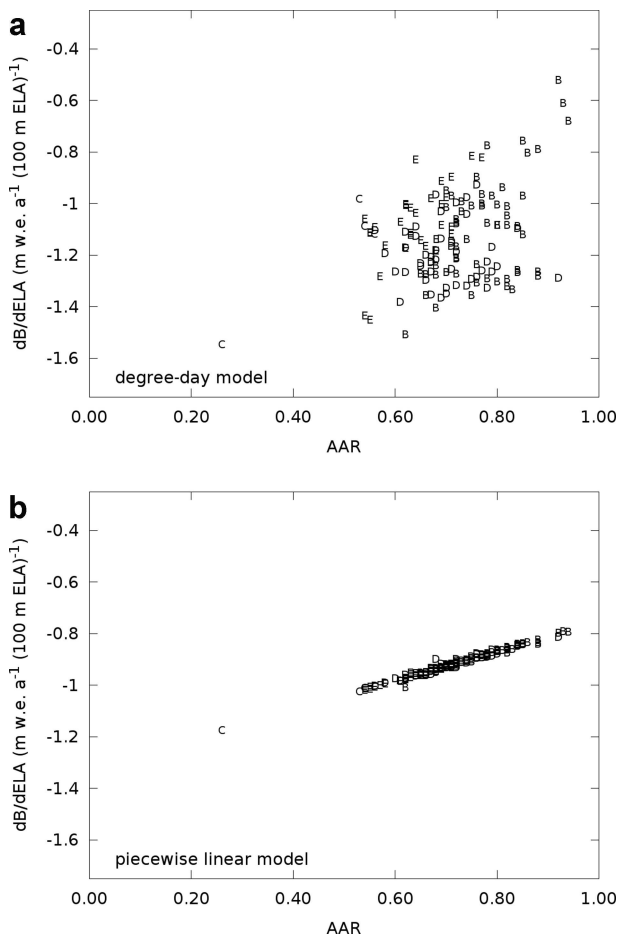 a
dB/dELA (m w.e. a-1 (100 m ELA)-1)
-0.4
-0.6
-0.8
-1
-1.2
-1.4
-1.6
degree-day model
0.00 0.20 0.40 0.60 0.80 1.00
AAR
b
dB/dELA (m w.e. a-1 (100 m ELA)-1)
-0.4
-0.6
-0.8
-1
-1.2
-1.4
-1.6
piecewise linear model
0.00 0.20 0.40 0.60 0.80 1.00
AAR